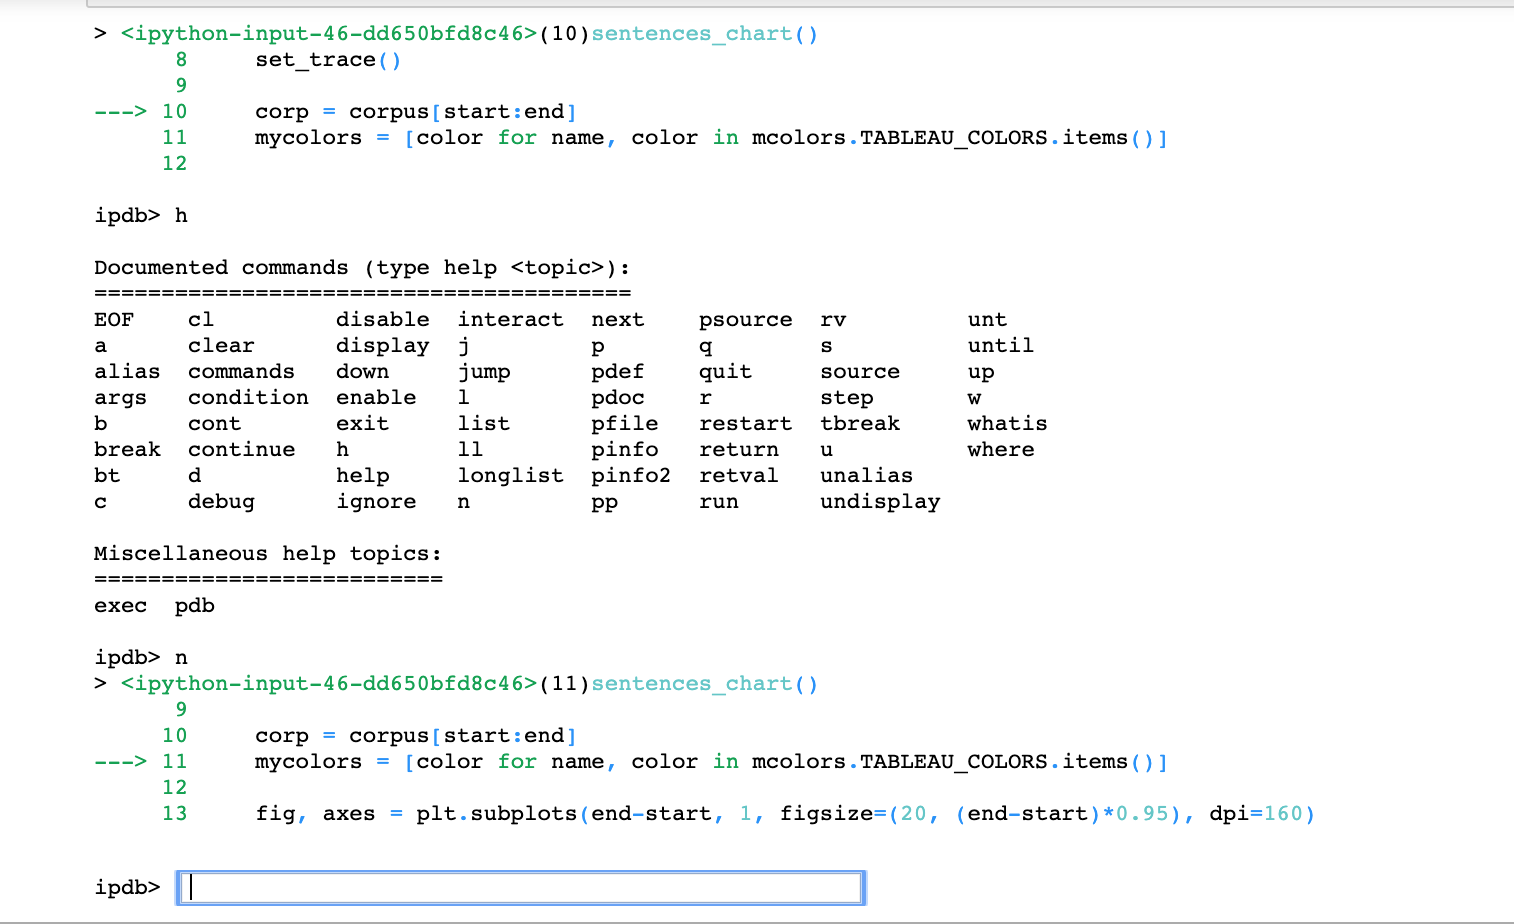 > <ipython-input-46-dd650bfd8c46>(10)sentences_chart()
      8     set_trace()
      9
---> 10     corp = corpus[start:end]
     11     mycolors = [color for name, color in mcolors.TABLEAU_COLORS.items()]
     12
ipdb> h
Documented commands (type help <topic>):
========================================
EOF    cl         disable  interact  next    psource  rv         unt
a      clear      display  j         p       q        s          until
alias  commands   down     jump      pdef    quit     source     up
args   condition  enable   l         pdoc    r        step       w
b      cont       exit     list      pfile   restart  tbreak     whatis
break  continue   h        ll        pinfo   return   u          where
bt     d          help     longlist  pinfo2  retval   unalias
c      debug      ignore   n         pp      run      undisplay
Miscellaneous help topics:
==========================
exec  pdb
ipdb> n
> <ipython-input-46-dd650bfd8c46>(11)sentences_chart()
      9
     10     corp = corpus[start:end]
---> 11     mycolors = [color for name, color in mcolors.TABLEAU_COLORS.items()]
     12
     13     fig, axes = plt.subplots(end-start, 1, figsize=(20, (end-start)*0.95), dpi=160)
ipdb>